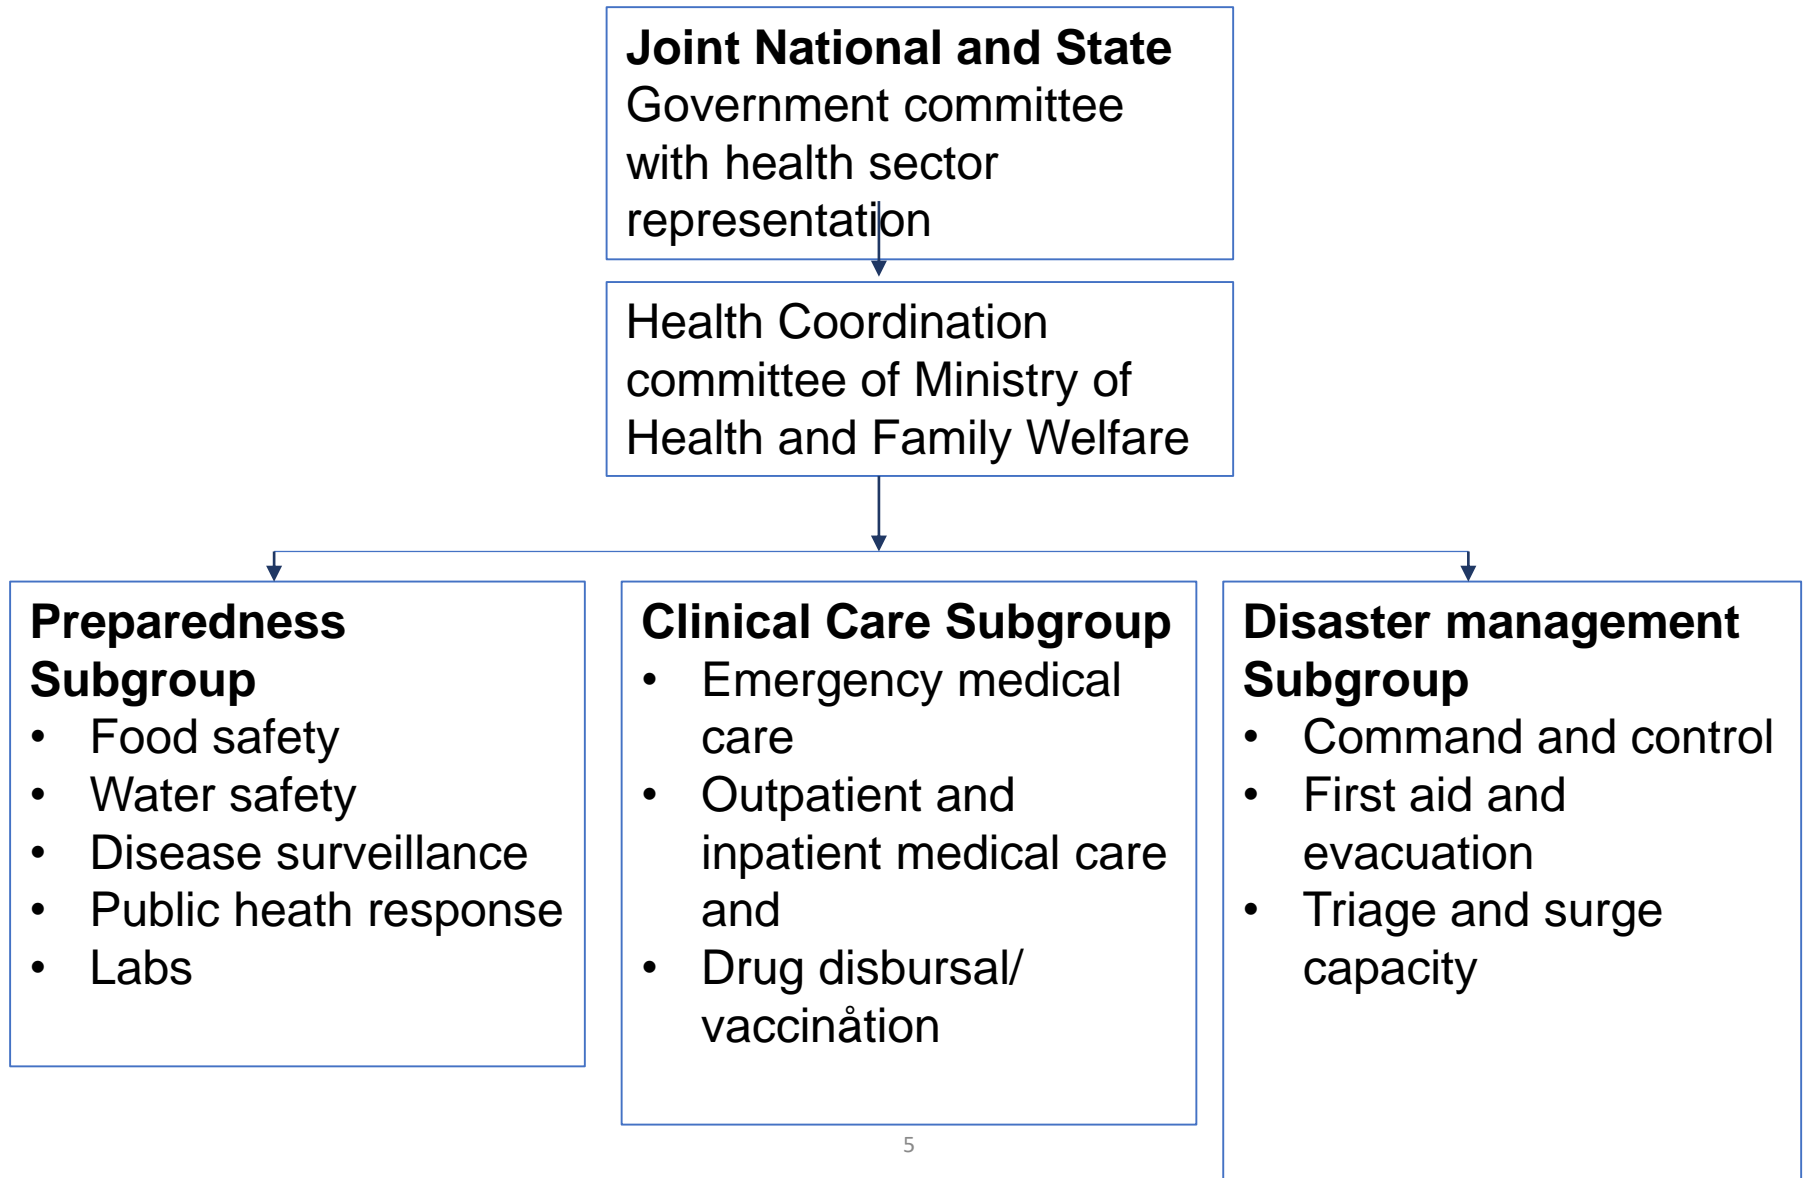 Joint National and State
Government committee
with health sector
representation
Health Coordination
committee of Ministry of
Health and Family Welfare
Preparedness
Subgroup
• Food safety
• Water safety
• Disease surveillance
• Public heath response
• Labs
Clinical Care Subgroup
• Emergency medical
care
• Outpatient and
inpatient medical care
and
• Drug disbursal/
vaccinåtion
Disaster management
Subgroup
• Command and control
• First aid and
evacuation
• Triage and surge
capacity
5